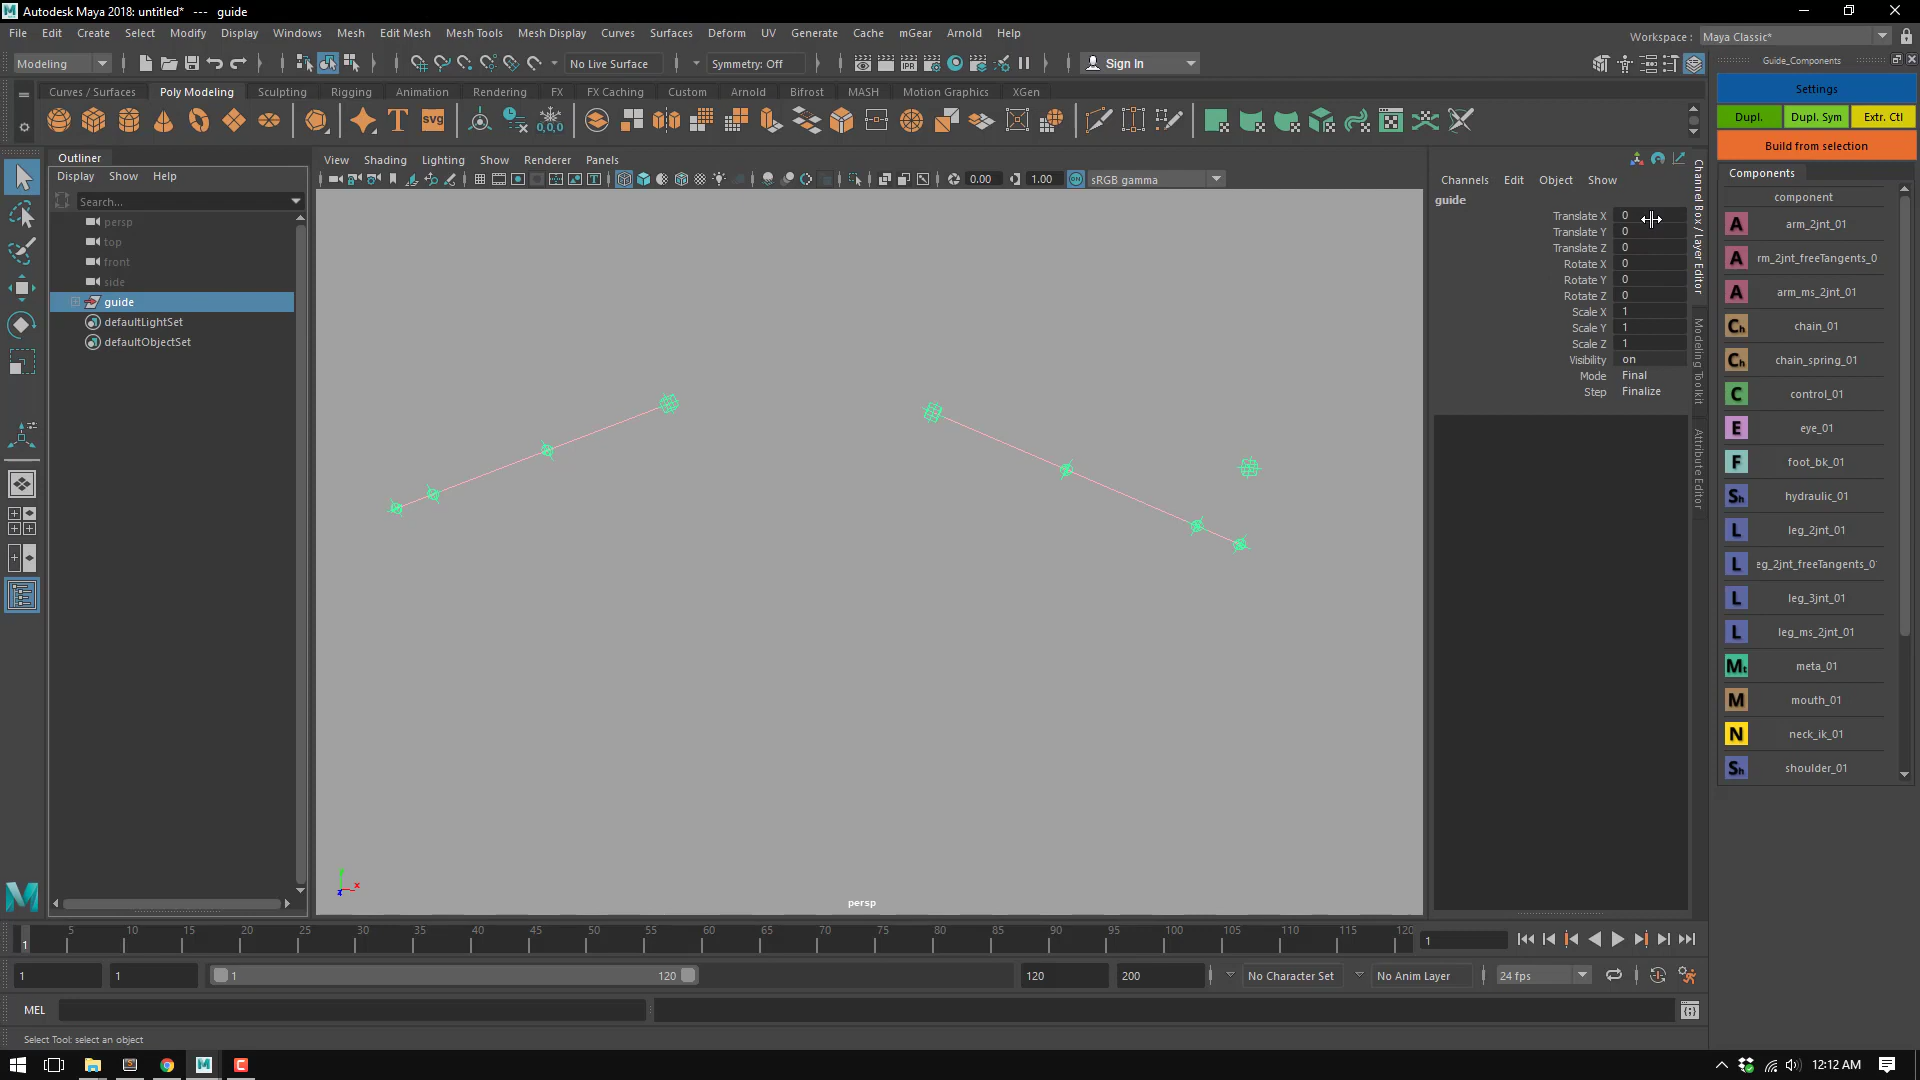 Autodesk Maya 2018: untitled* --- guide
File Edit Create Select Modify Display Windows Mesh Edit Mesh Mesh Tools Mesh Display Curves Surfaces Deform UV Generate Cache mGear Arnold Help
Workspace : Maya Classic*
Modeling No Live Surface Symmetry: Off Sign In
Guide_Components
Curves / Surfaces Poly Modeling Sculpting Rigging Animation Rendering FX FX Caching Custom Arnold Bifrost MASH Motion Graphics XGen
Settings
Dupl. Dupl. Sym Extr. Ctl
Build from selection
Outliner
Display Show Help
Search...
persp
top
front
side
guide
defaultLightSet
defaultObjectSet
View Shading Lighting Show Renderer Panels
0.00 1.00 sRGB gamma
persp
Channels Edit Object Show
guide
Translate X 0
Translate Y 0
Translate Z 0
Rotate X 0
Rotate Y 0
Rotate Z 0
Scale X 1
Scale Y 1
Scale Z 1
Visibility on
Mode Final
Step Finalize
Channel Box / Layer Editor
Modeling Toolkit
Attribute Editor
Components
component
A arm_2jnt_01
A rm_2jnt_freeTangents_0
A arm_ms_2jnt_01
Ch chain_01
Ch chain_spring_01
C control_01
E eye_01
F foot_bk_01
Sh hydraulic_01
L leg_2jnt_01
L eg_2jnt_freeTangents_0
L leg_3jnt_01
L leg_ms_2jnt_01
Mt meta_01
M mouth_01
N neck_ik_01
Sh shoulder_01
1 5 10 15 20 25 30 35 40 45 50 55 60 65 70 75 80 85 90 95 100 105 110 115 120 1
1 1 1 120 120 200 No Character Set No Anim Layer 24 fps
MEL
Select Tool: select an object
12:12 AM